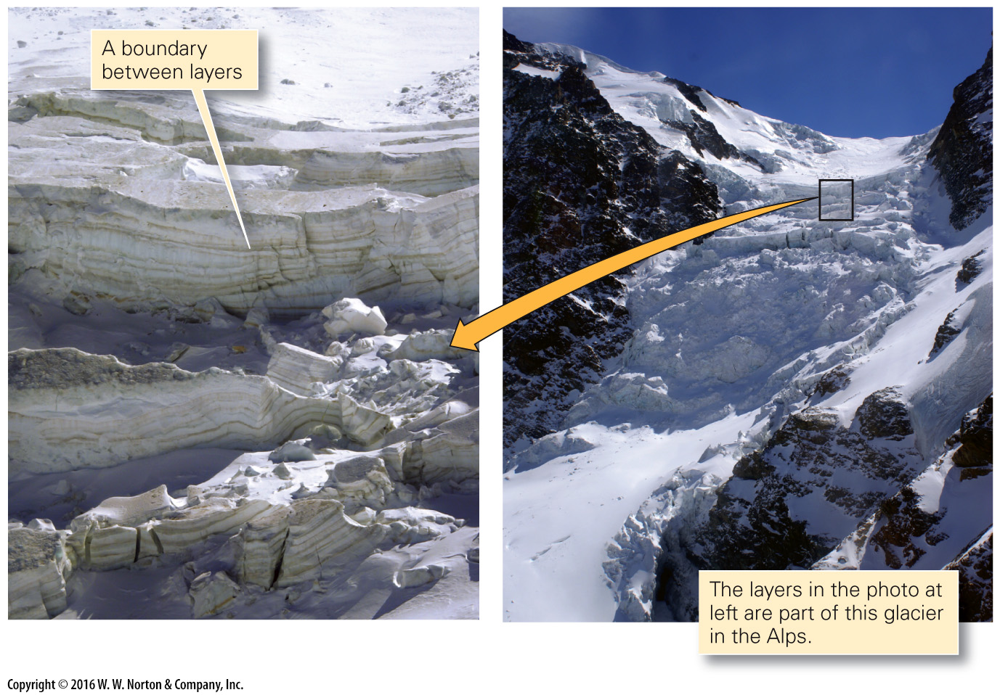 A boundary
between layers
The layers in the photo at
left are part of this glacier
in the Alps.
Copyright © 2016 W. W. Norton & Company, Inc.